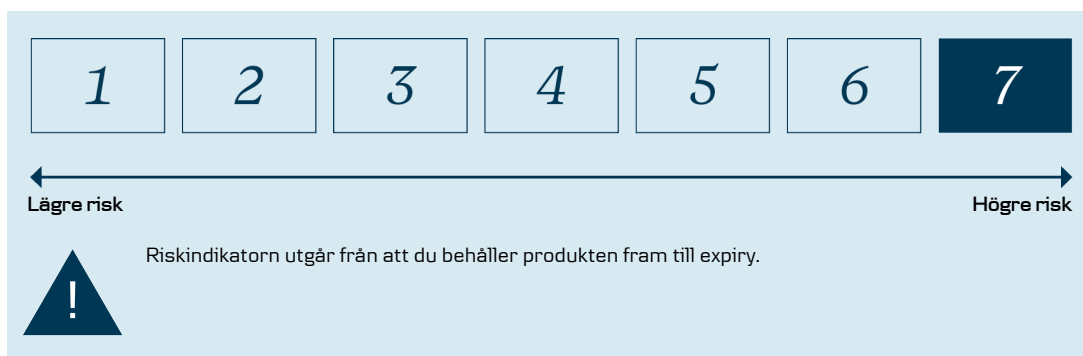 1 2 3 4 5 6 7
Lägre risk Högre risk
Riskindikatorn utgår från att du behåller produkten fram till expiry.
!